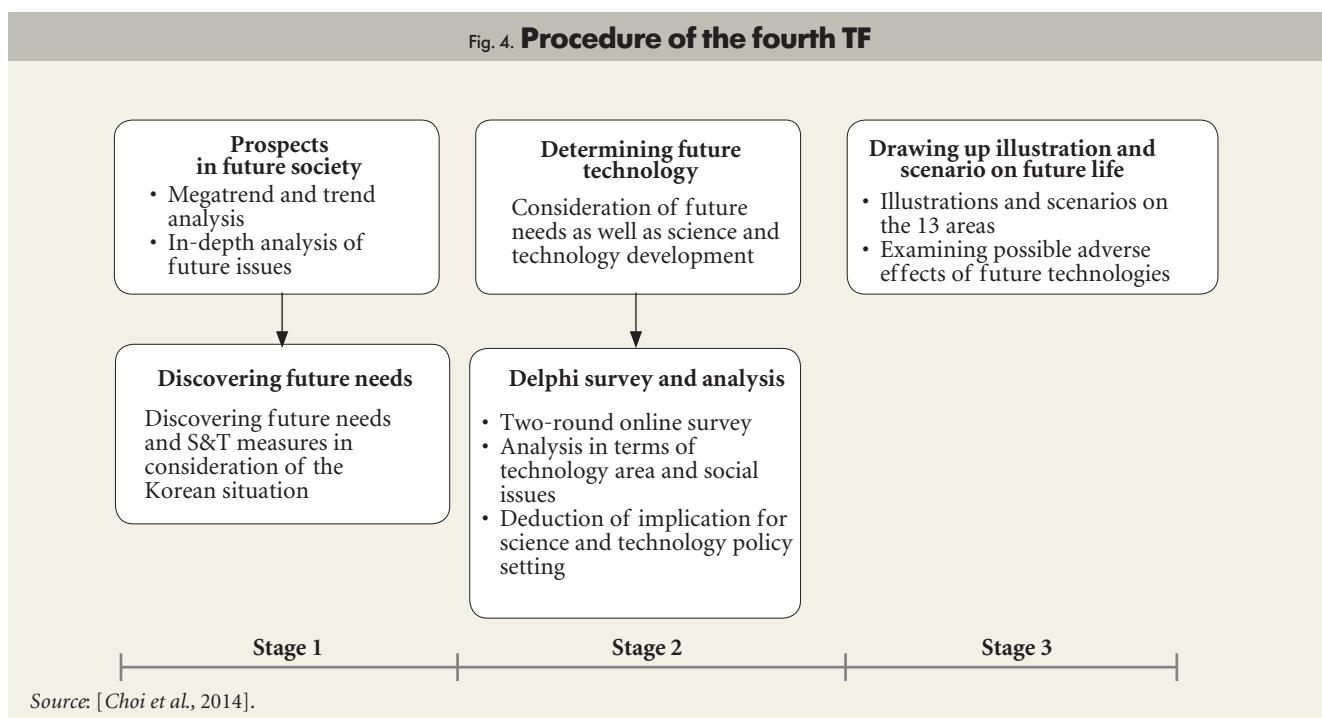 Fig. 4. Procedure of the fourth TF
Prospects
in future society
• Megatrend and trend
analysis
• In-depth analysis of
future issues
Discovering future needs
Discovering future needs
and S&T measures in
consideration of the
Korean situation
Determining future
technology
Consideration of future
needs as well as science and
technology development
Delphi survey and analysis
• Two-round online survey
• Analysis in terms of
technology area and social
issues
• Deduction of implication for
science and technology policy
setting
Drawing up illustration and
scenario on future life
• Illustrations and scenarios on
the 13 areas
• Examining possible adverse
effects of future technologies
Stage 1
Stage 2
Stage 3
Source: [Choi et al., 2014].